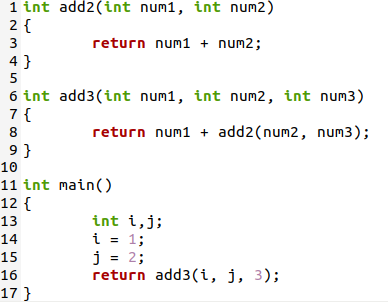 1 int add2(int num1, int num2)
2 {
3         return num1 + num2;
4 }
5
6 int add3(int num1, int num2, int num3)
7 {
8         return num1 + add2(num2, num3);
9 }
10
11 int main()
12 {
13         int i,j;
14         i = 1;
15         j = 2;
16         return add3(i, j, 3);
17 }